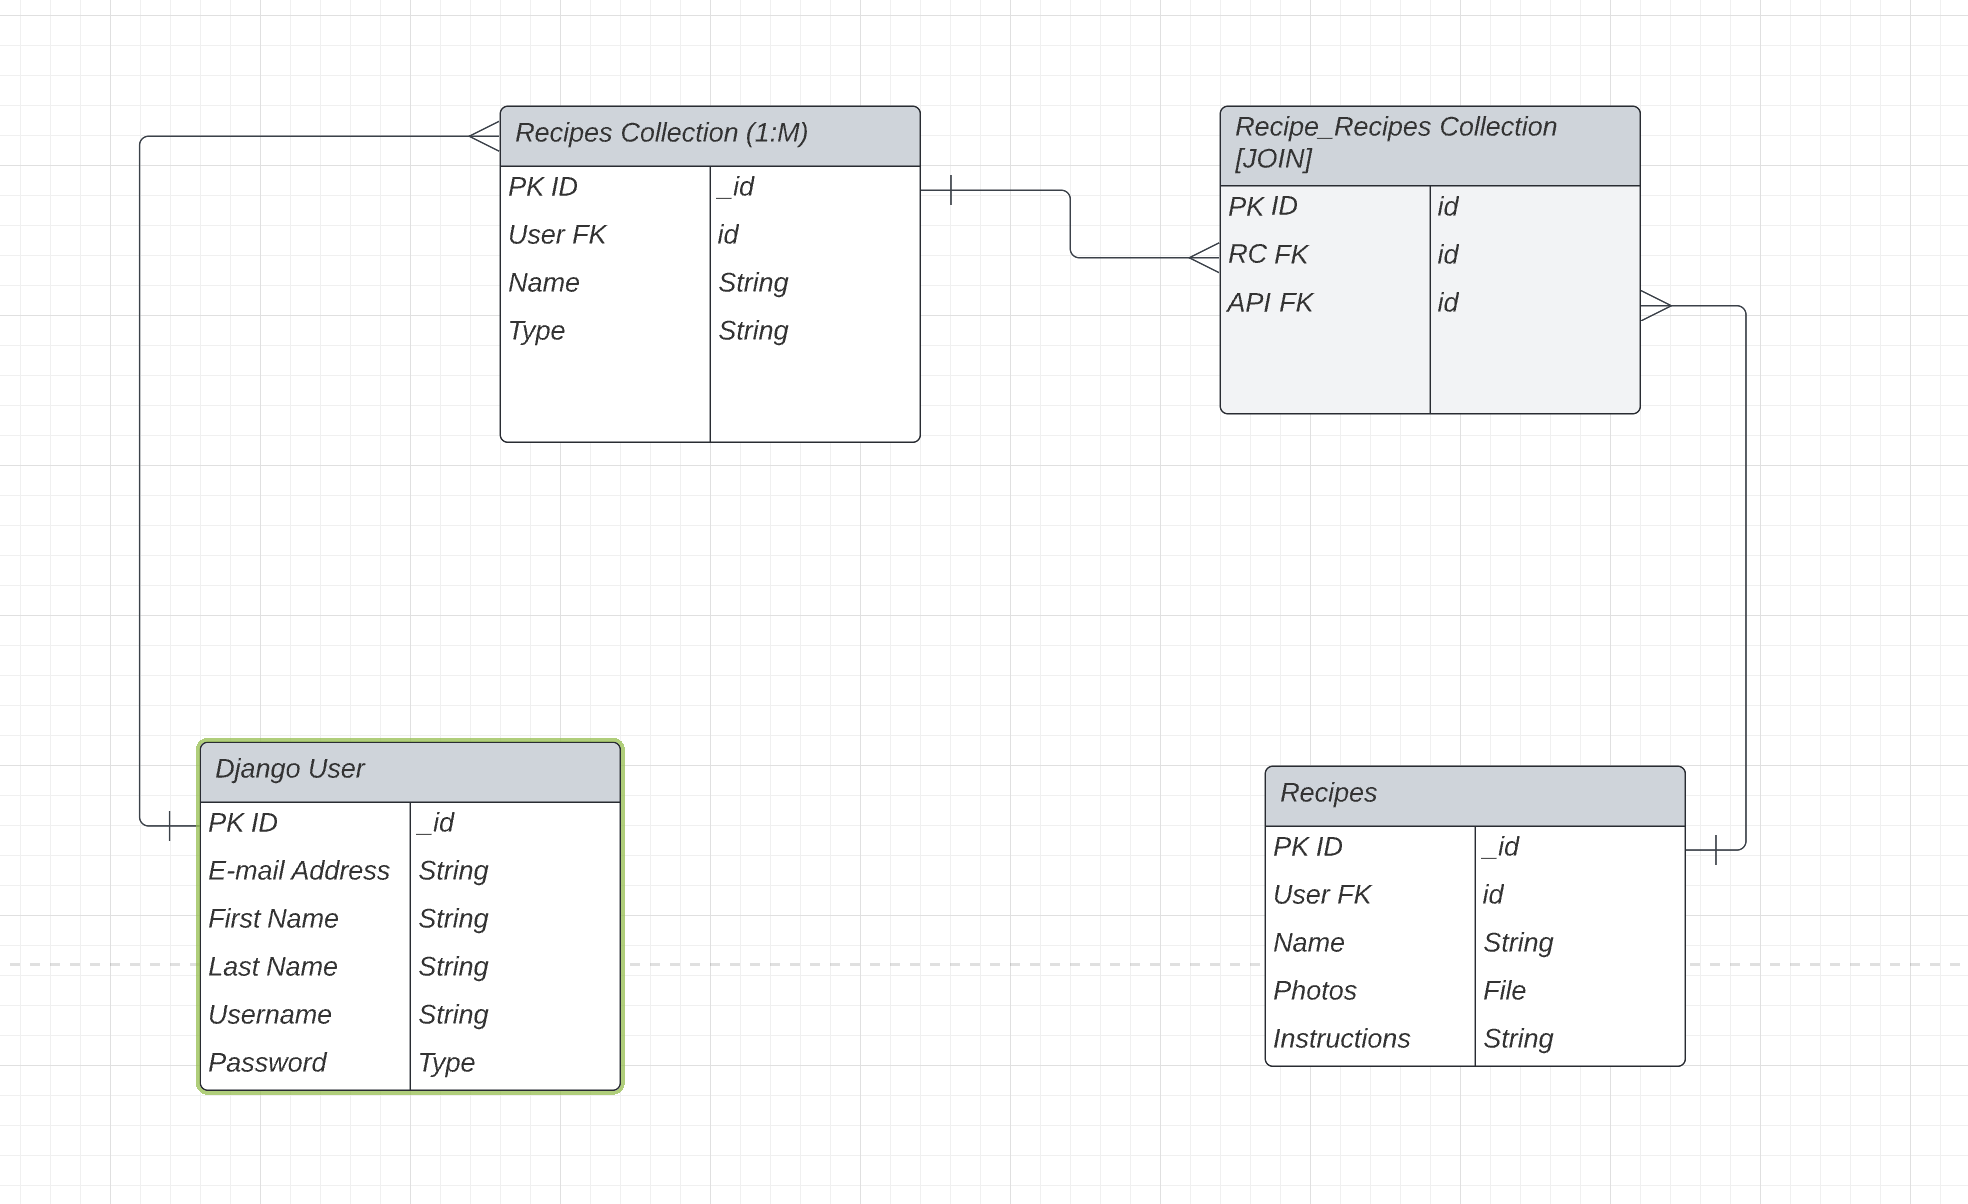 Recipes Collection (1:M)
PK ID _id
User FK id
Name String
Type String
Recipe_Recipes Collection
[JOIN]
PK ID id
RC FK id
API FK id
Django User
PK ID _id
E-mail Address String
First Name String
Last Name String
Username String
Password Type
Recipes
PK ID _id
User FK id
Name String
Photos File
Instructions String